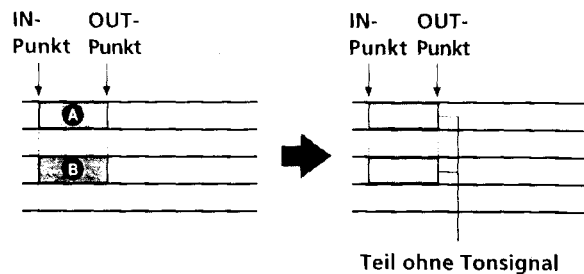 IN-
Punkt
OUT-
Punkt
A
B
IN-
Punkt
OUT-
Punkt
Teil ohne Tonsignal